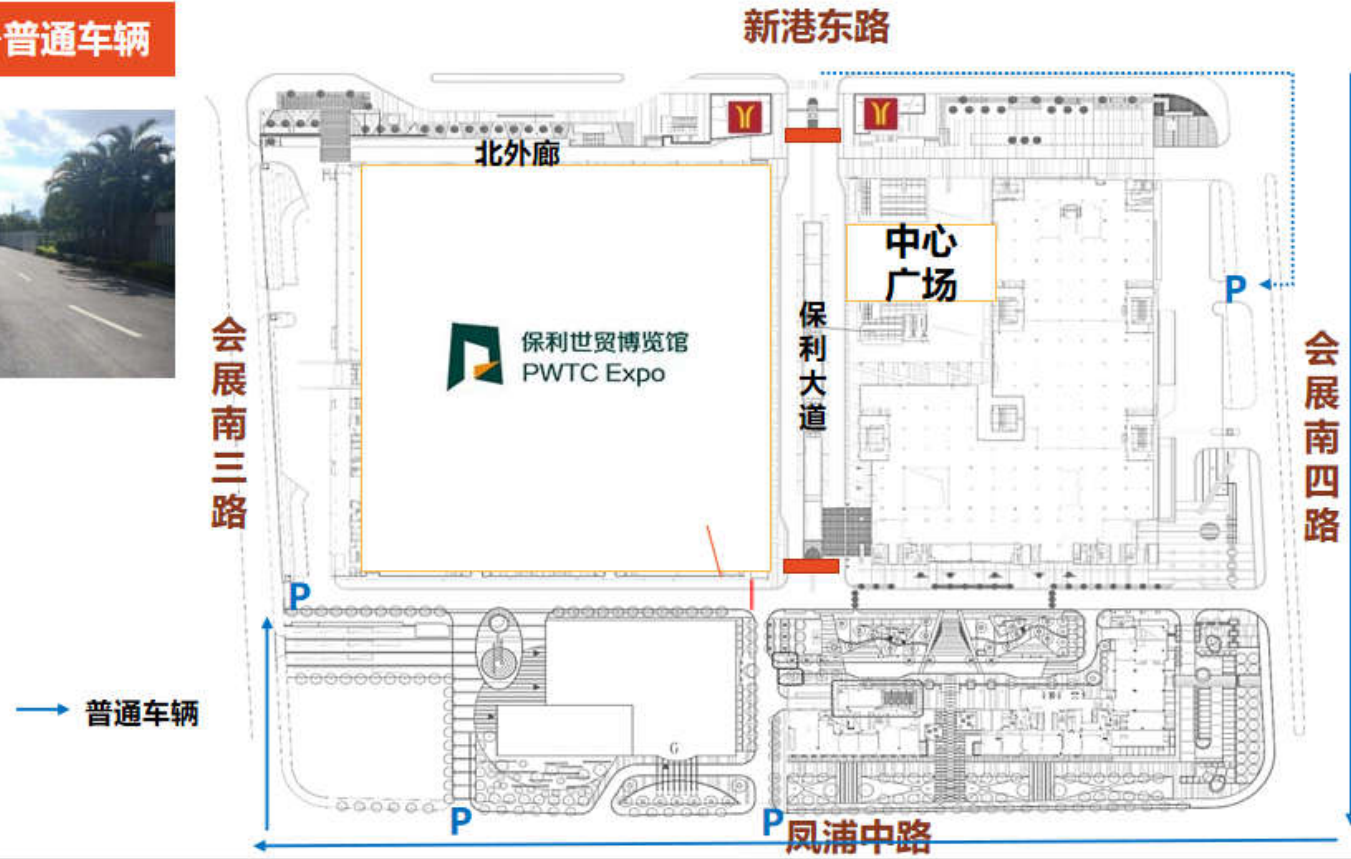 普通车辆
新港东路
北外廊
中心
广场
保利世贸博览馆
PWTC Expo
保利大道
会展南三路
会展南四路
P
P
普通车辆
G
P
P
凤浦中路